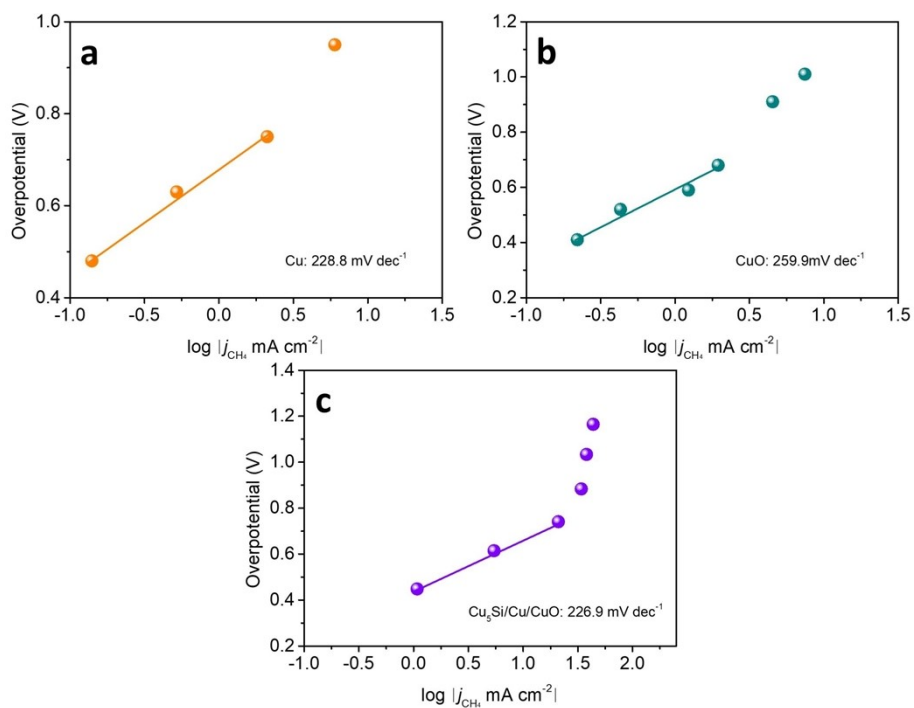 a
1.0
0.8
0.6
0.4
Overpotential (V)
Cu: 228.8 mV dec⁻¹
-1.0 -0.5 0.0 0.5 1.0 1.5
log |j_CH₄ mA cm⁻²|
b
1.2
1.0
0.8
0.6
0.4
0.2
Overpotential (V)
CuO: 259.9mV dec⁻¹
-1.0 -0.5 0.0 0.5 1.0 1.5
log |j_CH₄ mA cm⁻²|
c
1.4
1.2
1.0
0.8
0.6
0.4
0.2
Overpotential (V)
Cu₅Si/Cu/CuO: 226.9 mV dec⁻¹
-1.0 -0.5 0.0 0.5 1.0 1.5 2.0
log |j_CH₄ mA cm⁻²|